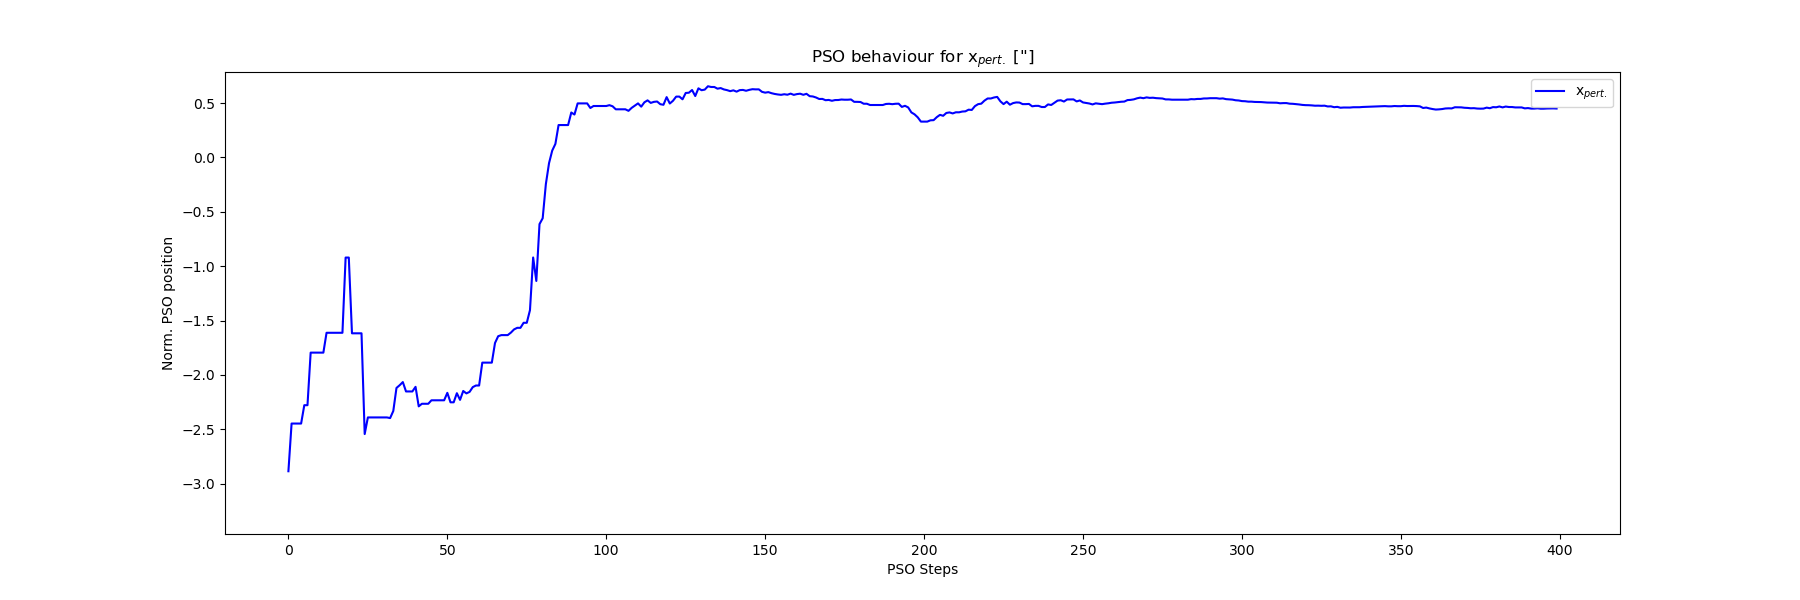 PSO behaviour for x_pert. ["]
x_pert.
0.5
0.0
−0.5
−1.0
−1.5
−2.0
−2.5
−3.0
Norm. PSO position
0 50 100 150 200 250 300 350 400
PSO Steps